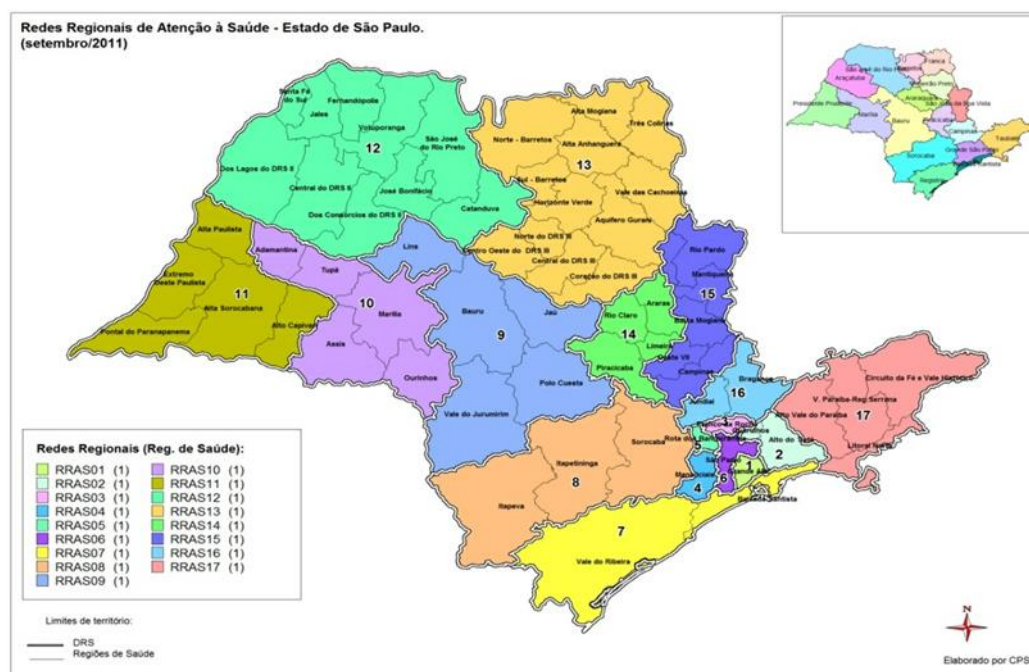 Redes Regionais de Atenção à Saúde - Estado de São Paulo.
(setembro/2011)
Franca
Araçatuba
Araraquara
Presidente Prudente
Marília
Bauru
Piracicaba
Campinas
Taubaté
Sorocaba
Registro
Santa Fé
do Sul
Jales
Fernandópolis
Votuporanga
São José
do Rio Preto
12
Dos Lagos do DRS II
Central do DRS II
José Bonifácio
Dos Consórcios do DRS II
Catanduva
Alta Mogiana
Três Colinas
Norte - Barretos
Alta Anhanguera
13
Sul - Barretos
Vale das Cachoeiras
Horizonte Verde
Aquífero Guarani
Norte do DRS III
Centro Oeste do DRS III
Central do DRS III
Coração do DRS III
Alta Paulista
Adamantina
Lins
Tupã
Extremo
Oeste Paulista
11
Alta Sorocabana
Alto Capivari
Pontal do Paranapanema
10
Marília
Assis
Ourinhos
Bauru
Jaú
9
Polo Cuesta
Vale do Jurumirim
Rio Pardo
Mantiqueira
15
Baixa Mogiana
Campinas
Araras
Rio Claro
14
Limeira
Piracicaba
Bragança
16
Jundiaí
Circuito da Fé e Vale Histórico
V. Paraíba-Reg. Serrana
Alto Vale do Paraíba
17
Litoral Norte
3
Rota dos Bandeirantes
5
Alto do Tietê
2
São Paulo
1
4
6
Sorocaba
Itapetininga
8
Itapeva
7
Vale do Ribeira
Redes Regionais (Reg. de Saúde):
RRAS01 (1)
RRAS02 (1)
RRAS03 (1)
RRAS04 (1)
RRAS05 (1)
RRAS06 (1)
RRAS07 (1)
RRAS08 (1)
RRAS09 (1)
RRAS10 (1)
RRAS11 (1)
RRAS12 (1)
RRAS13 (1)
RRAS14 (1)
RRAS15 (1)
RRAS16 (1)
RRAS17 (1)
Limites de território:
DRS
Regiões de Saúde
N
Elaborado por CPS